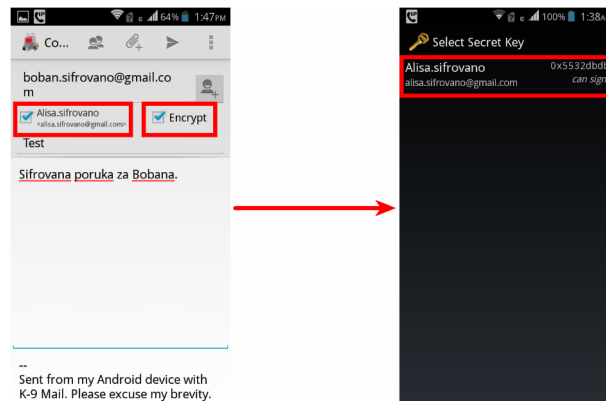 64% 1:47PM
Co...
boban.sifrovano@gmail.co
m
Alisa.sifrovano
<alisa.sifrovano@gmail.com>
Encrypt
Test
Sifrovana poruka za Bobana.
--
Sent from my Android device with
K-9 Mail. Please excuse my brevity.
100% 1:38A
Select Secret Key
Alisa.sifrovano 0x5532dbdb
alisa.sifrovano@gmail.com can sign